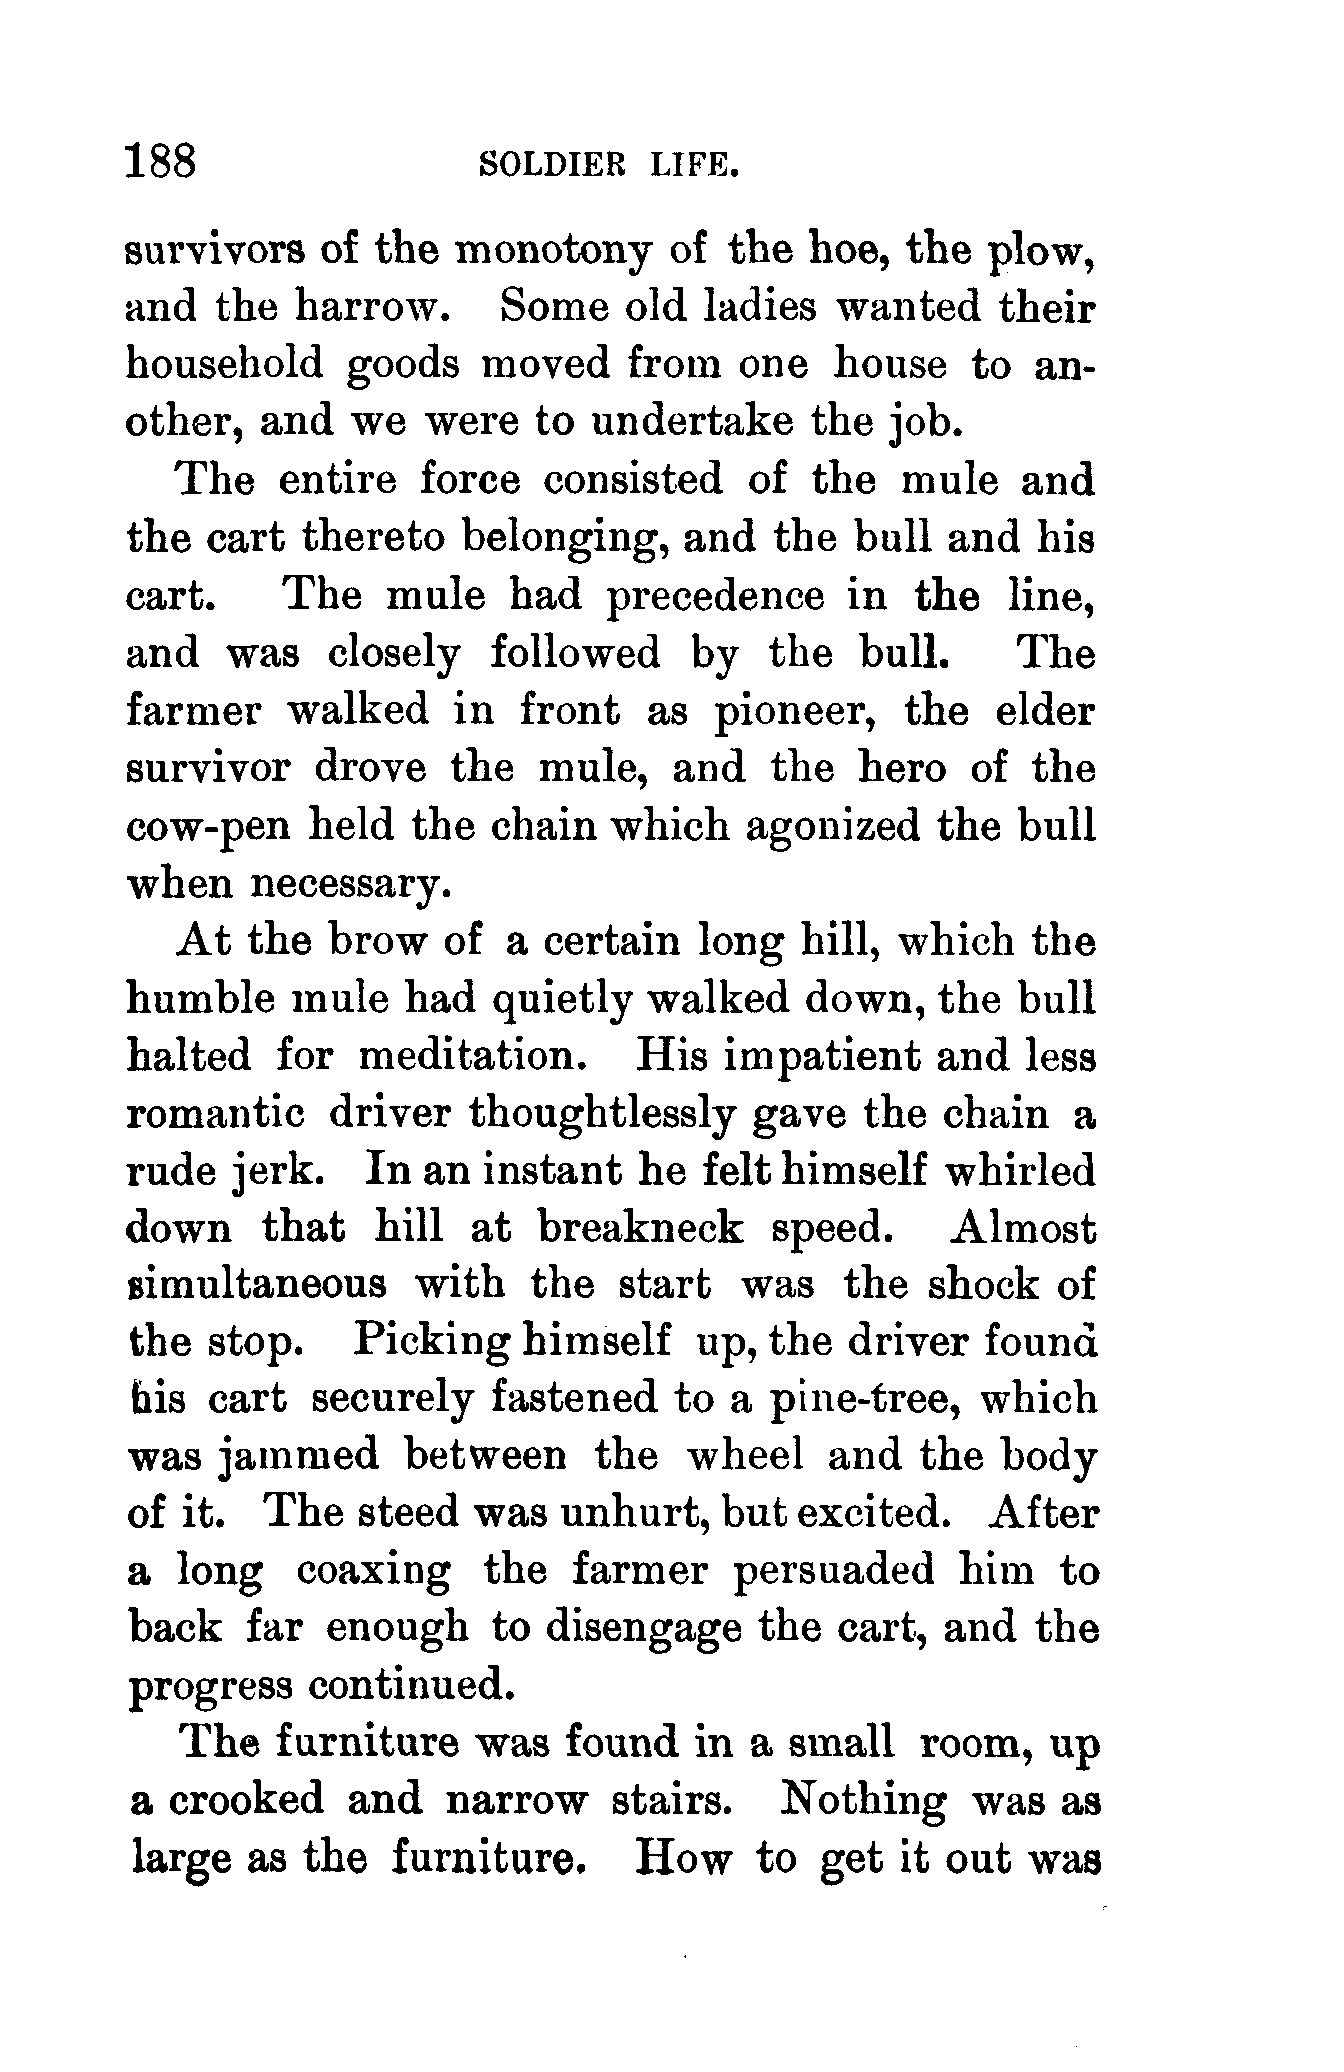 188 SOLDIER LIFE.
survivors of the monotony of the hoe, the plow,
and the harrow. Some old ladies wanted their
household goods moved from one house to an-
other, and we were to undertake the job.
The entire force consisted of the mule and
the cart thereto belonging, and the bull and his
cart. The mule had precedence in the line,
and was closely followed by the bull. The
farmer walked in front as pioneer, the elder
survivor drove the mule, and the hero of the
cow-pen held the chain which agonized the bull
when necessary.
At the brow of a certain long hill, which the
humble mule had quietly walked down, the bull
halted for meditation. His impatient and less
romantic driver thoughtlessly gave the chain a
rude jerk. In an instant he felt himself whirled
down that hill at breakneck speed. Almost
simultaneous with the start was the shock of
the stop. Picking himself up, the driver found
his cart securely fastened to a pine-tree, which
was jammed between the wheel and the body
of it. The steed was unhurt, but excited. After
a long coaxing the farmer persuaded him to
back far enough to disengage the cart, and the
progress continued.
The furniture was found in a small room, up
a crooked and narrow stairs. Nothing was as
large as the furniture. How to get it out was